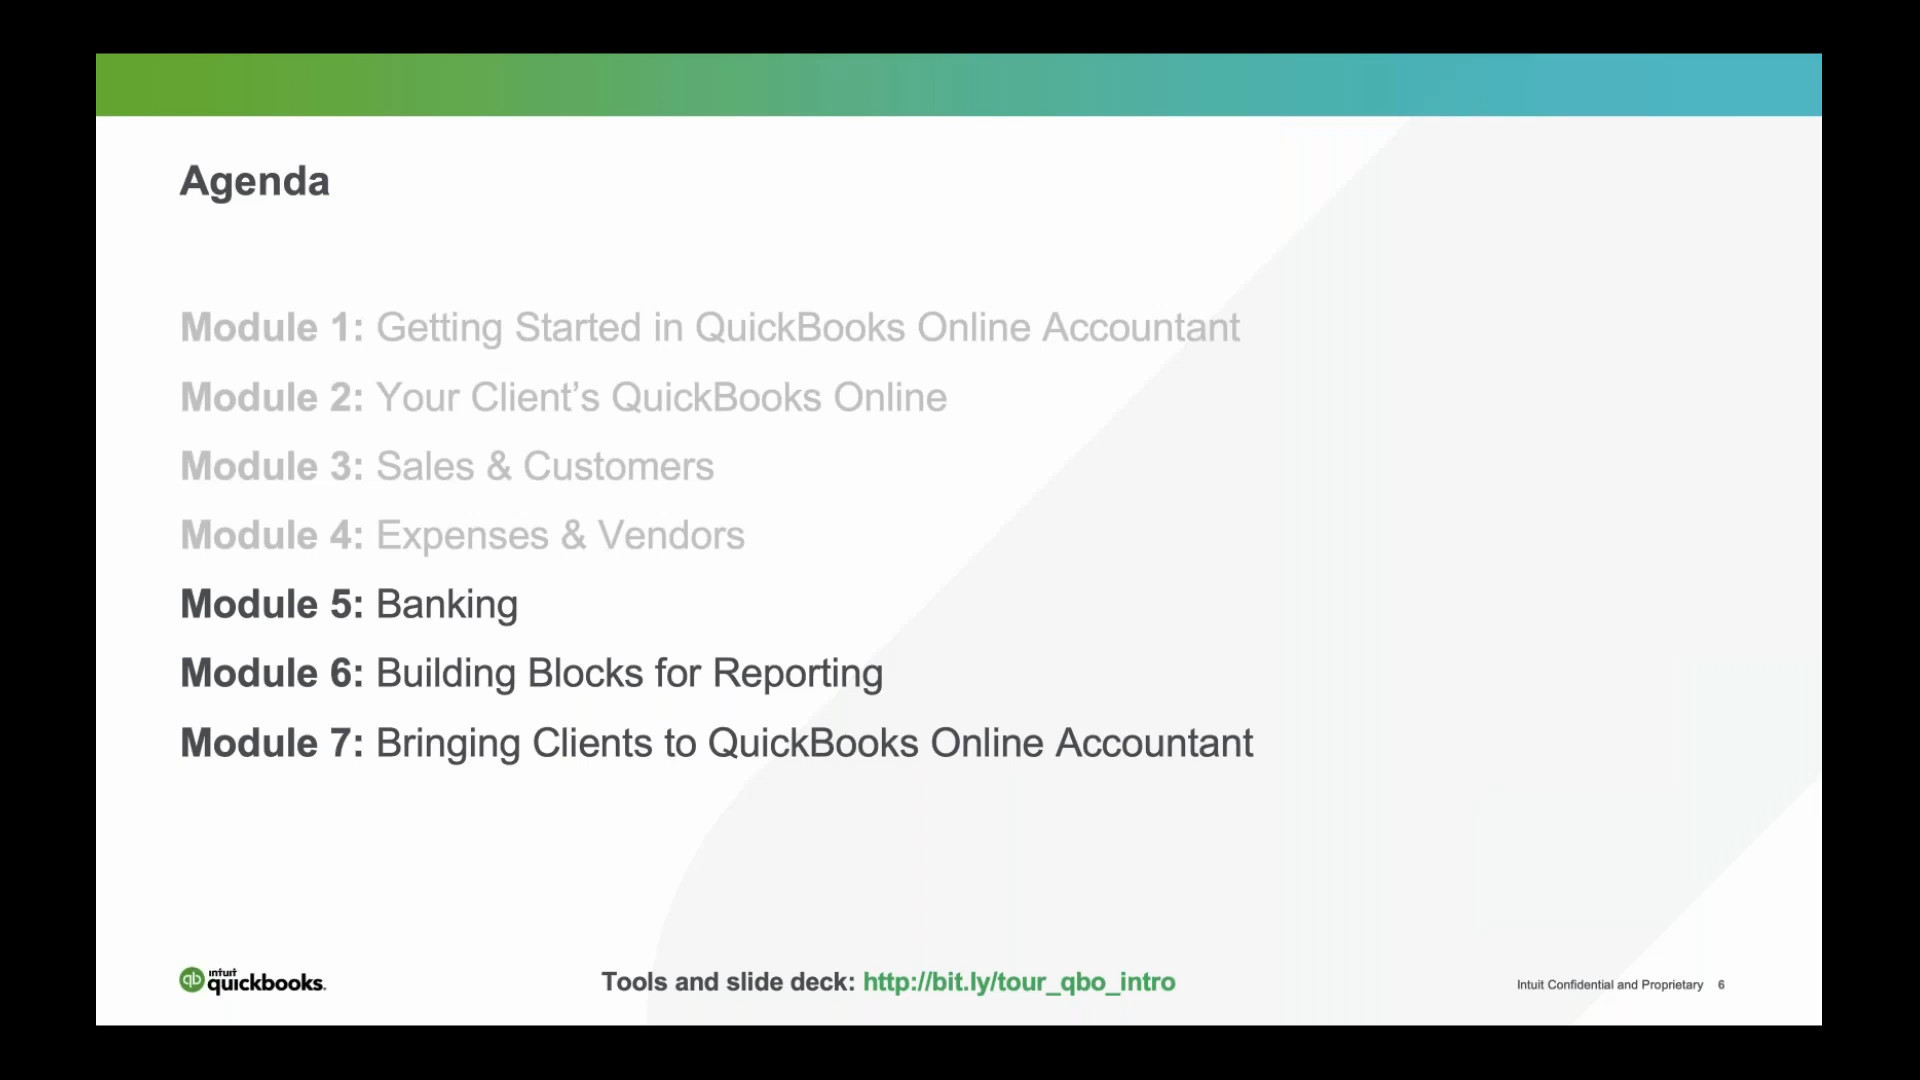 Agenda
Module 1: Getting Started in QuickBooks Online Accountant
Module 2: Your Client’s QuickBooks Online
Module 3: Sales & Customers
Module 4: Expenses & Vendors
Module 5: Banking
Module 6: Building Blocks for Reporting
Module 7: Bringing Clients to QuickBooks Online Accountant
qb intuit quickbooks.
Tools and slide deck: http://bit.ly/tour_qbo_intro
Intuit Confidential and Proprietary 6